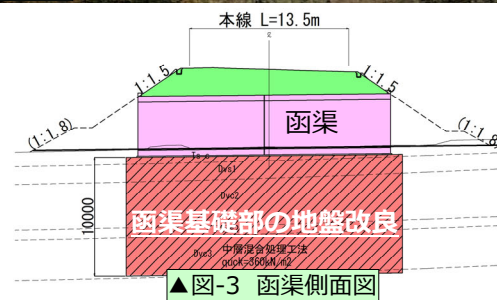 本線 L=13.5m
1:1.5
1:1.5
函渠
(1:1.8)
(1:1.8
Dvs1
Dvc2
10000
函渠基礎部の地盤改良
Dvc3
中層混合処理工法
quck=360kN/m2
▲図-3 函渠側面図